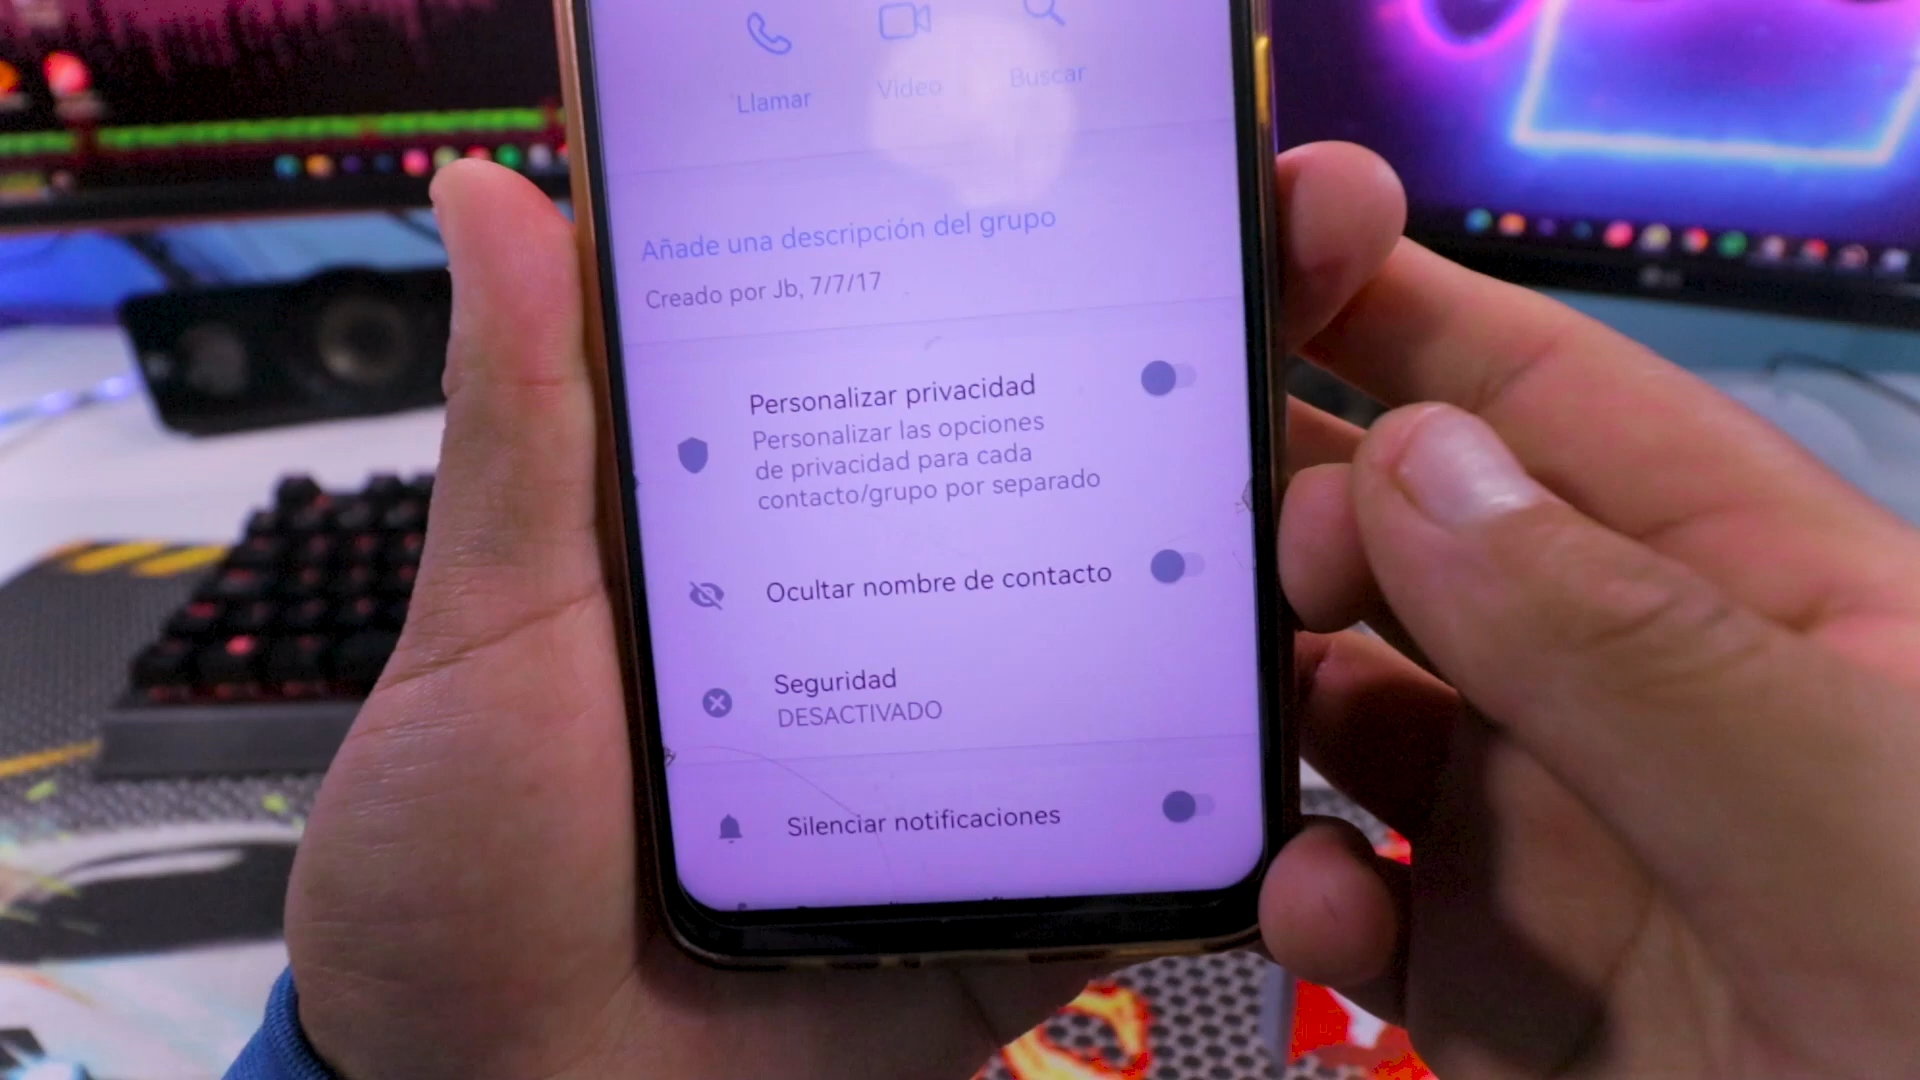 Llamar
Video
Buscar
Añade una descripción del grupo
Creado por Jb, 7/7/17
Personalizar privacidad
Personalizar las opciones
de privacidad para cada
contacto/grupo por separado
Ocultar nombre de contacto
Seguridad
DESACTIVADO
Silenciar notificaciones